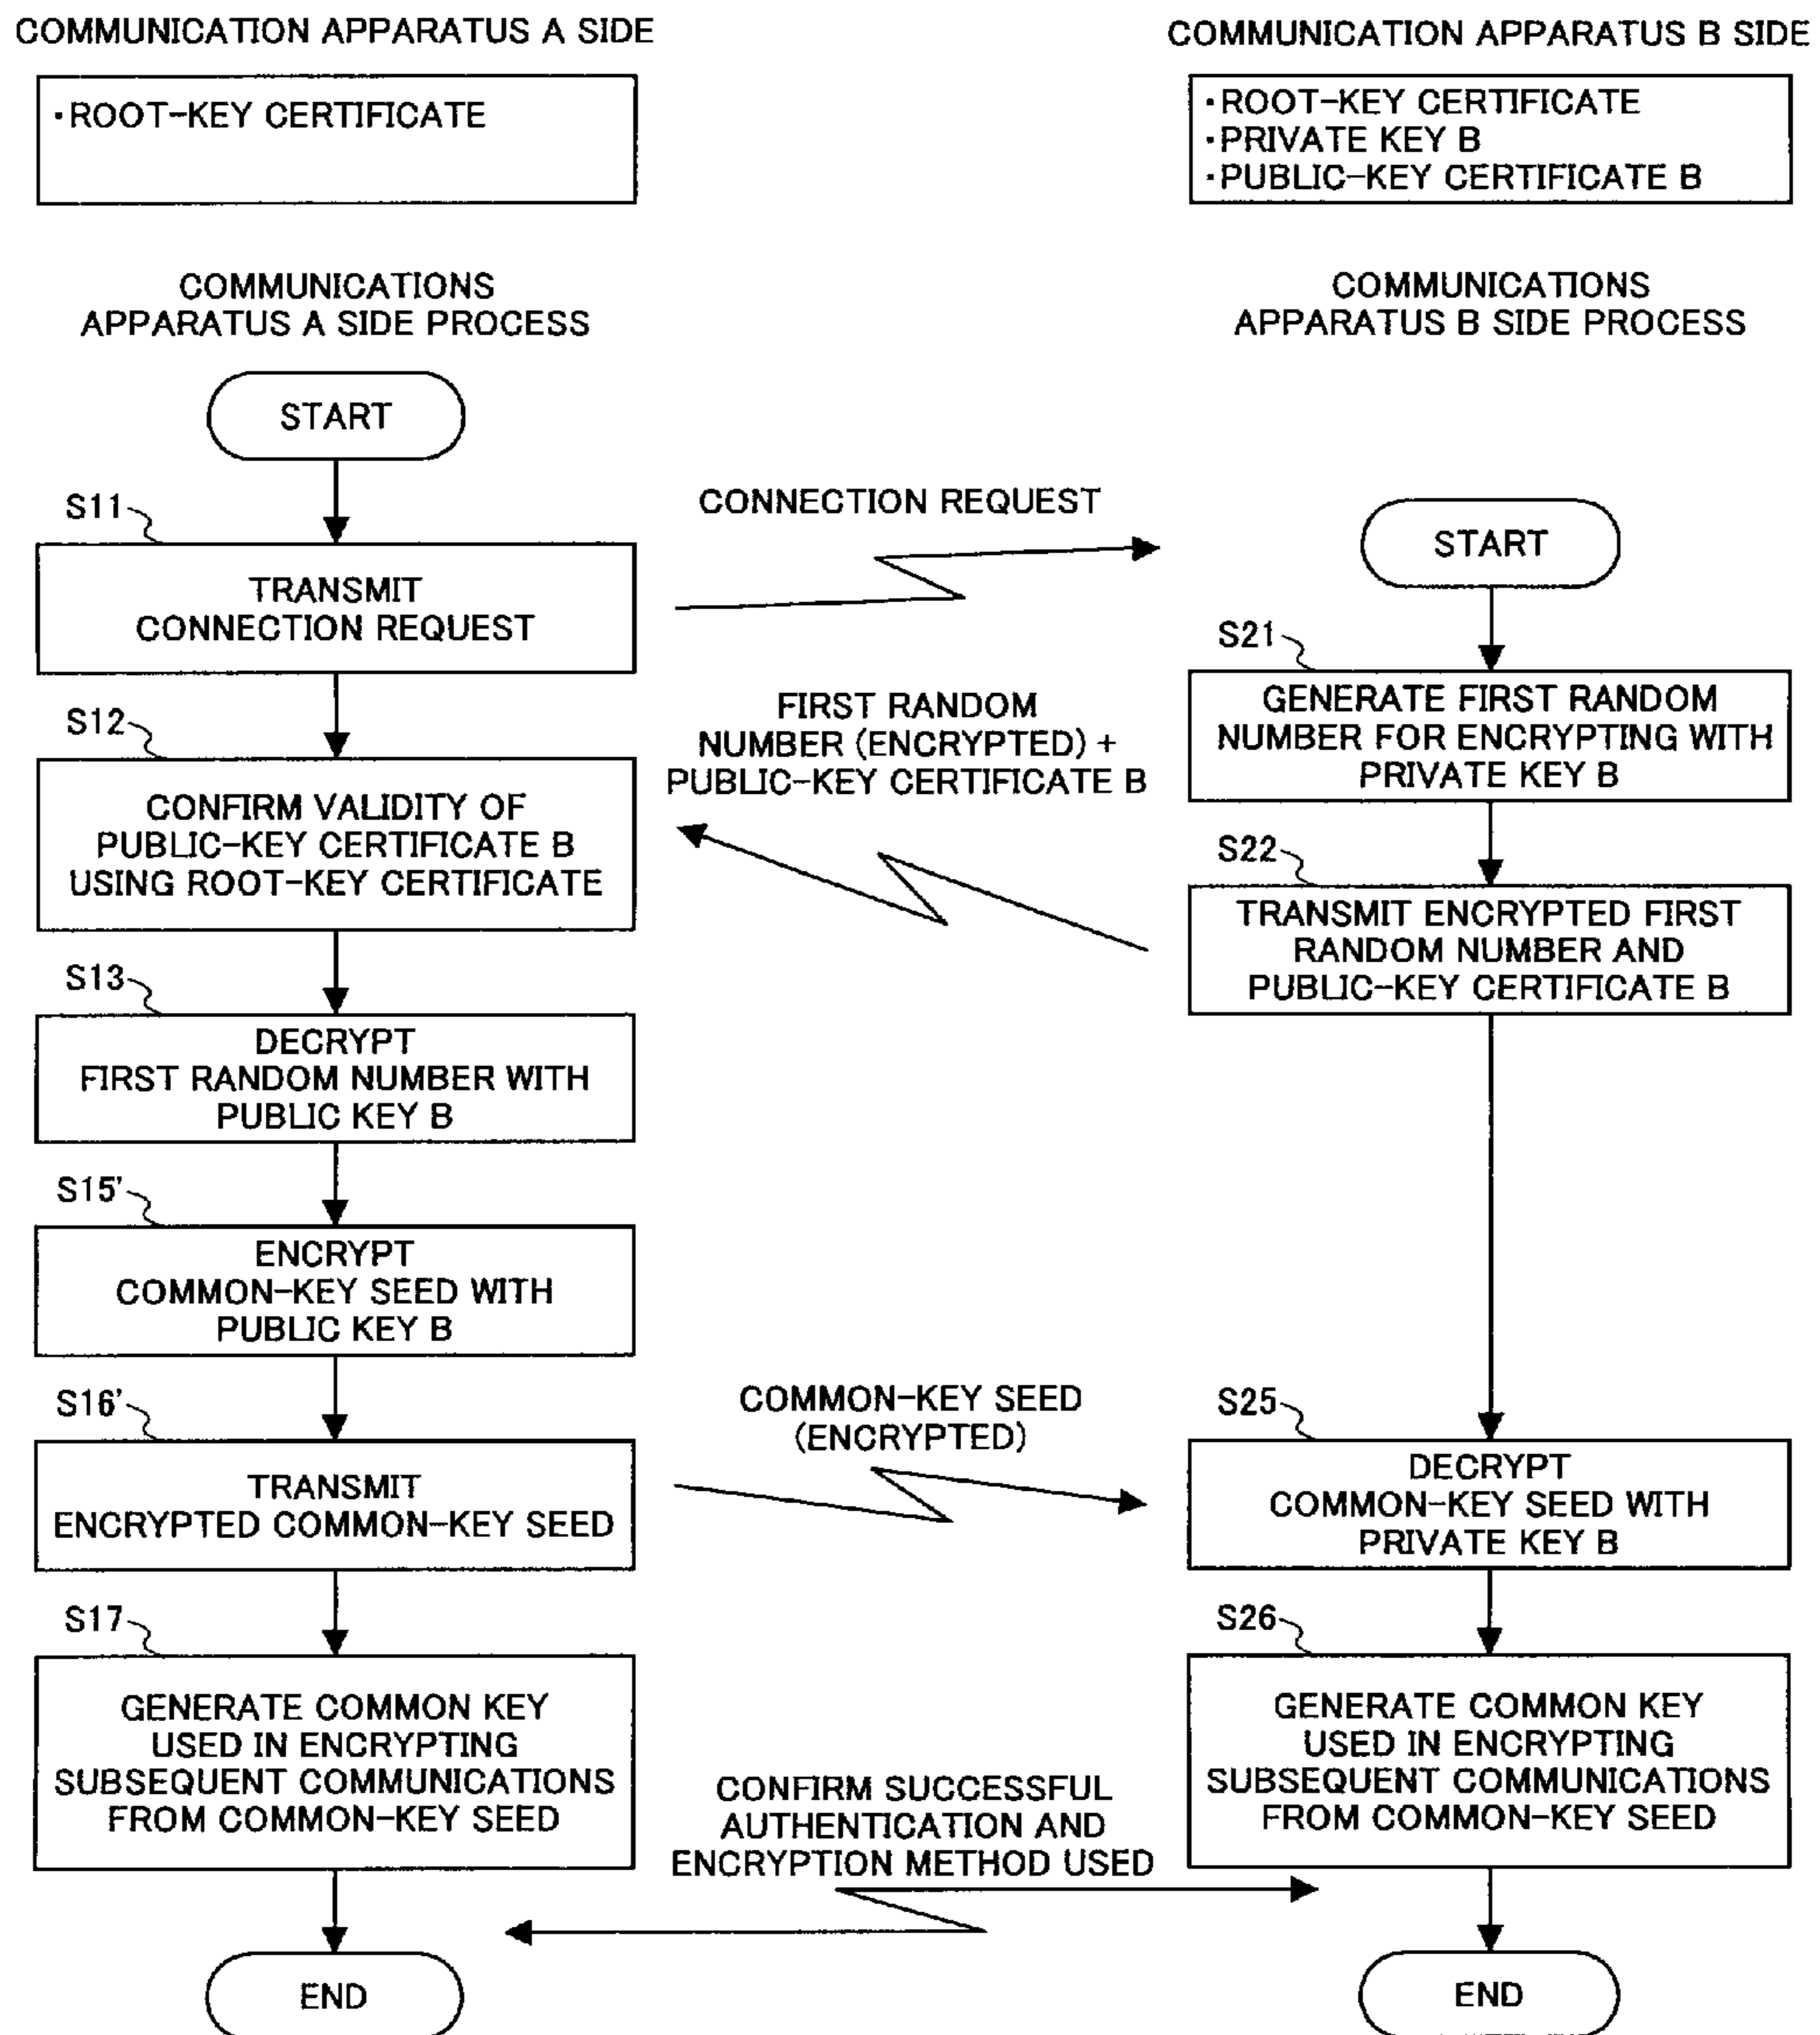 COMMUNICATION APPARATUS A SIDE
・ROOT-KEY CERTIFICATE
COMMUNICATION APPARATUS B SIDE
・ROOT-KEY CERTIFICATE
・PRIVATE KEY B
・PUBLIC-KEY CERTIFICATE B
COMMUNICATIONS
APPARATUS A SIDE PROCESS
COMMUNICATIONS
APPARATUS B SIDE PROCESS
START
S11
TRANSMIT
CONNECTION REQUEST
CONNECTION REQUEST
START
S21
GENERATE FIRST RANDOM
NUMBER FOR ENCRYPTING WITH
PRIVATE KEY B
FIRST RANDOM
NUMBER (ENCRYPTED) +
PUBLIC-KEY CERTIFICATE B
S12
CONFIRM VALIDITY OF
PUBLIC-KEY CERTIFICATE B
USING ROOT-KEY CERTIFICATE
S22
TRANSMIT ENCRYPTED FIRST
RANDOM NUMBER AND
PUBLIC-KEY CERTIFICATE B
S13
DECRYPT
FIRST RANDOM NUMBER WITH
PUBLIC KEY B
S15'
ENCRYPT
COMMON-KEY SEED WITH
PUBLIC KEY B
S16'
TRANSMIT
ENCRYPTED COMMON-KEY SEED
COMMON-KEY SEED
(ENCRYPTED)
S25
DECRYPT
COMMON-KEY SEED WITH
PRIVATE KEY B
S17
GENERATE COMMON KEY
USED IN ENCRYPTING
SUBSEQUENT COMMUNICATIONS
FROM COMMON-KEY SEED
S26
GENERATE COMMON KEY
USED IN ENCRYPTING
SUBSEQUENT COMMUNICATIONS
FROM COMMON-KEY SEED
CONFIRM SUCCESSFUL
AUTHENTICATION AND
ENCRYPTION METHOD USED
END
END